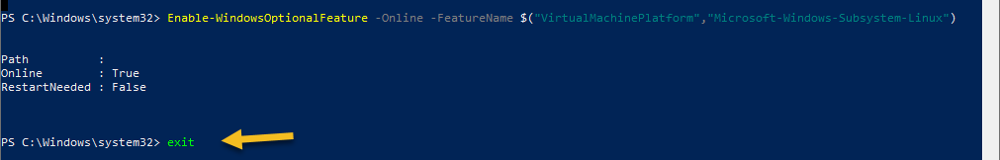 PS C:\Windows\system32> Enable-WindowsOptionalFeature -Online -FeatureName $("VirtualMachinePlatform","Microsoft-Windows-Subsystem-Linux")
Path          :
Online        : True
RestartNeeded : False
PS C:\Windows\system32> exit